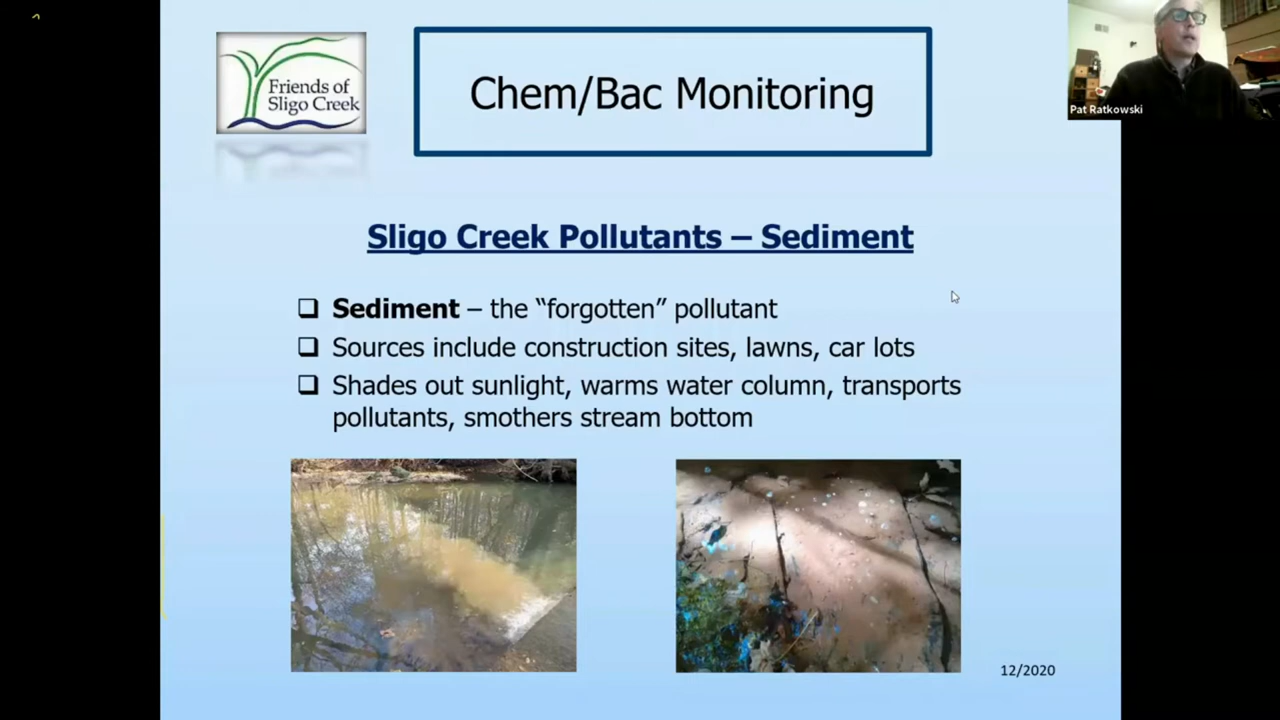 Friends of
Sligo Creek
Chem/Bac Monitoring
Pat Ratkowski
Sligo Creek Pollutants – Sediment
Sediment – the “forgotten” pollutant
Sources include construction sites, lawns, car lots
Shades out sunlight, warms water column, transports
pollutants, smothers stream bottom
12/2020